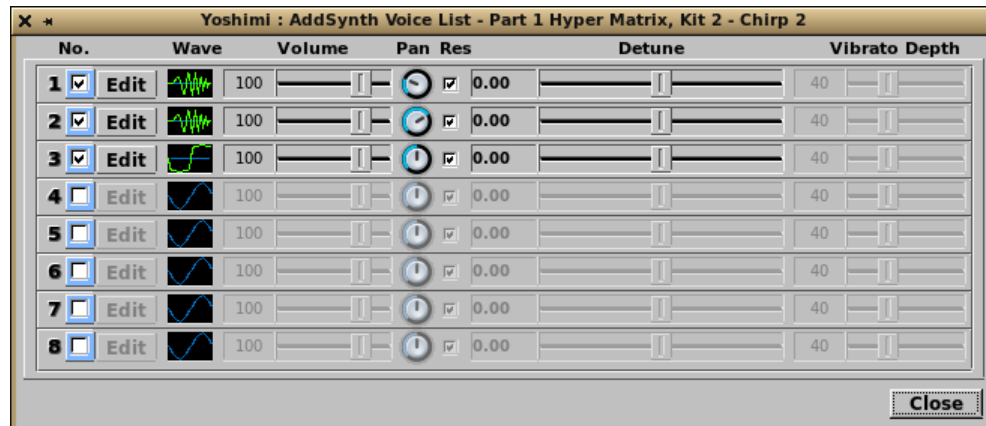 Yoshimi : AddSynth Voice List - Part 1 Hyper Matrix, Kit 2 - Chirp 2
No. Wave Volume Pan Res Detune Vibrato Depth
1 Edit 100 0.00 40
2 Edit 100 0.00 40
3 Edit 100 0.00 40
4 Edit 100 0.00 40
5 Edit 100 0.00 40
6 Edit 100 0.00 40
7 Edit 100 0.00 40
8 Edit 100 0.00 40
Close